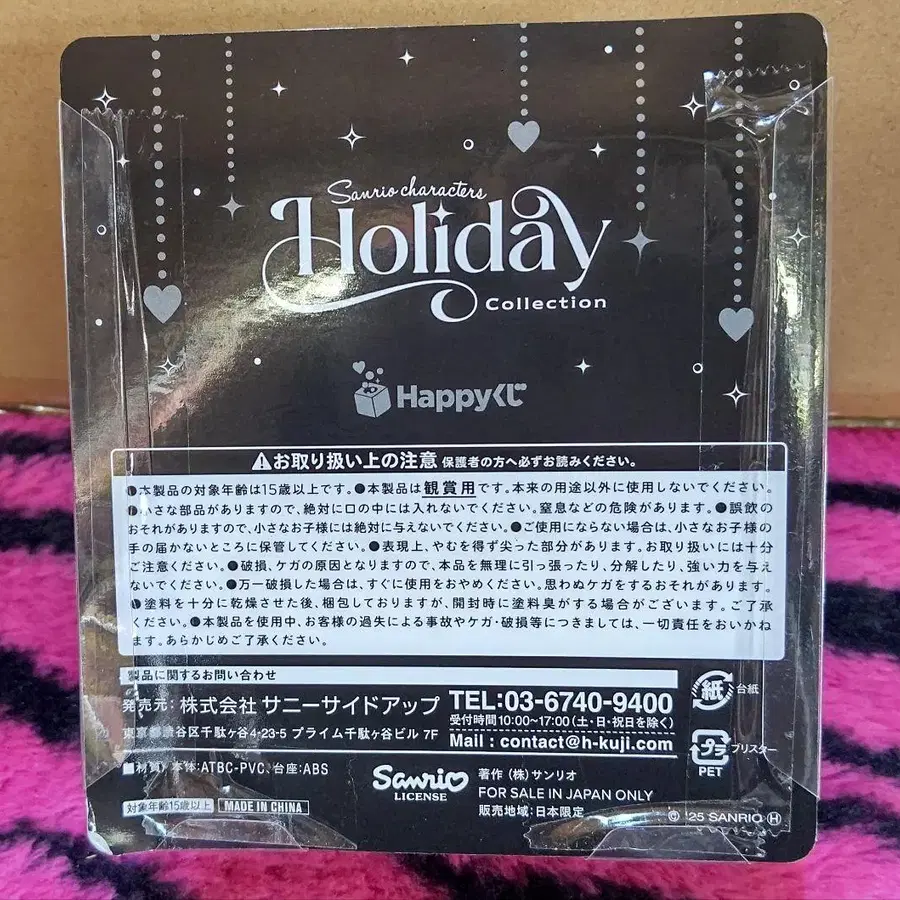 Sanrio characters
Holiday
Collection
Happyくじ
⚠お取り扱い上の注意 保護者の方へ必ずお読みください。
●本製品の対象年齢は15歳以上です。●本製品は観賞用です。本来の用途以外に使用しないでください。
●小さな部品がありますので、絶対に口の中には入れないでください。窒息などの危険があります。●誤飲の
おそれがありますので、小さなお子様には絶対に与えないでください。●ご使用にならない場合は、小さなお子様の
手の届かないところに保管してください。●表現上、やむを得ず尖った部分があります。お取り扱いには十分
ご注意ください。●破損、ケガの原因となりますので、本品を無理に引っ張ったり、分解したり、強い力を与え
ないでください。●万一破損した場合は、すぐに使用をおやめください。思わぬケガをするおそれがあります。
●塗料を十分に乾燥させた後、梱包しておりますが、開封時に塗料臭がする場合がございます。ご了承
ください。●本製品を使用中、お客様の過失による事故やケガ・破損等につきましては、一切責任をおいかね
ます。あらかじめご了承ください。
製品に関するお問い合わせ
発売元：株式会社 サニーサイドアップ
東京都渋谷区千駄ヶ谷4-23-5 プライム千駄ヶ谷ビル 7F
TEL:03-6740-9400
受付時間 10:00〜17:00（土・日・祝日を除く）
Mail : contact@h-kuji.com
紙 台紙
プラ ブリスター
PET
■材質/本体:ATBC-PVC、台座:ABS
対象年齢15歳以上 MADE IN CHINA
Sanrio
LICENSE
著作（株）サンリオ
FOR SALE IN JAPAN ONLY
販売地域：日本限定
© '25 SANRIO Ⓗ